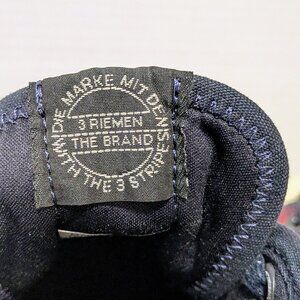 DIE MARKE MIT DEN
3 RIEMEN
THE BRAND
WITH THE 3 STRIPES